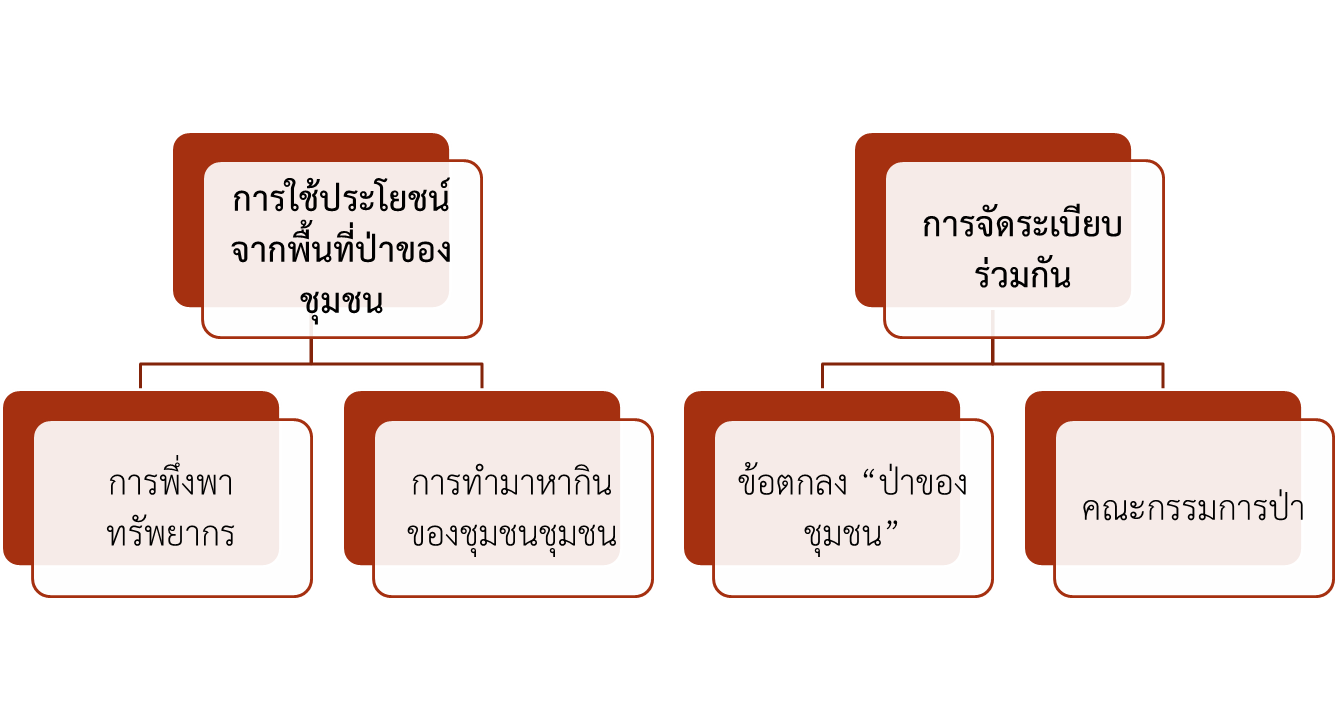 การใช้ประโยชน์
จากพื้นที่ป่าของ
ชุมชน
การจัดระเบียบ
ร่วมกัน
การพึ่งพา
ทรัพยากร
การทำมาหากิน
ของชุมชนชุมชน
ข้อตกลง “ป่าของ
ชุมชน”
คณะกรรมการป่า